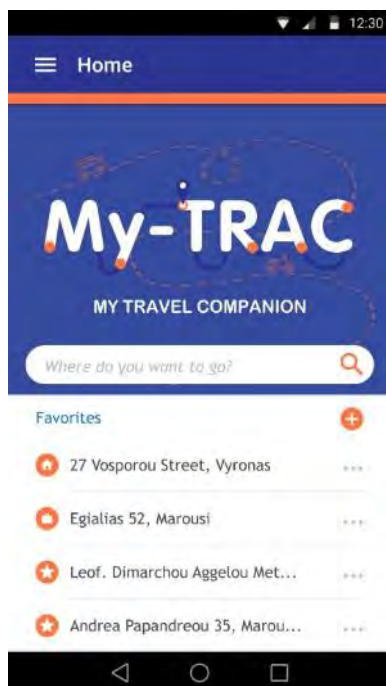 12:30
Home
My-TRAC
MY TRAVEL COMPANION
Where do you want to go?
Favorites
27 Vosporou Street, Vyronas
Egialias 52, Marousi
Leof. Dimarchou Aggelou Met...
Andrea Papandreou 35, Marou...